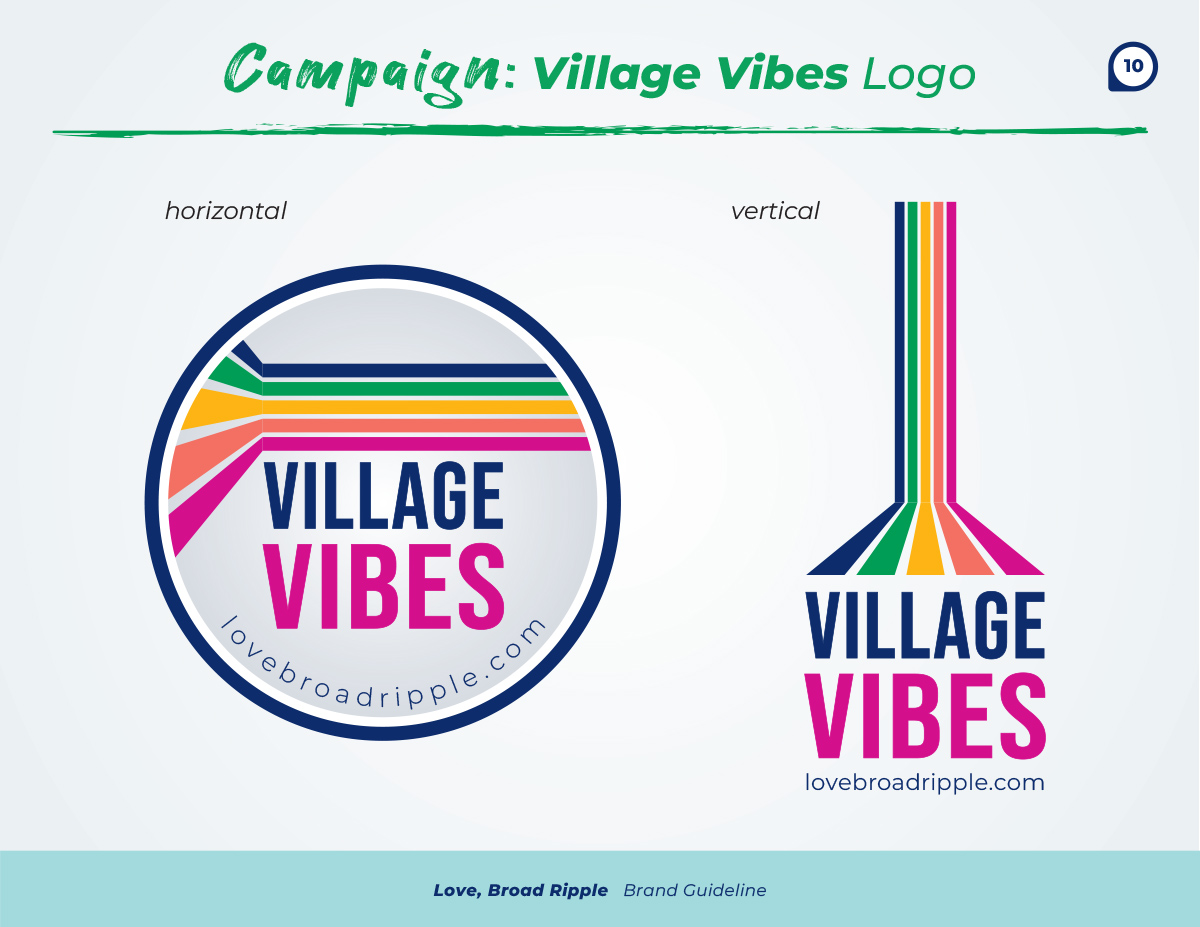 Campaign: Village Vibes Logo
10
horizontal
VILLAGE
VIBES
lovebroadripple.com
vertical
VILLAGE
VIBES
lovebroadripple.com
Love, Broad Ripple Brand Guideline